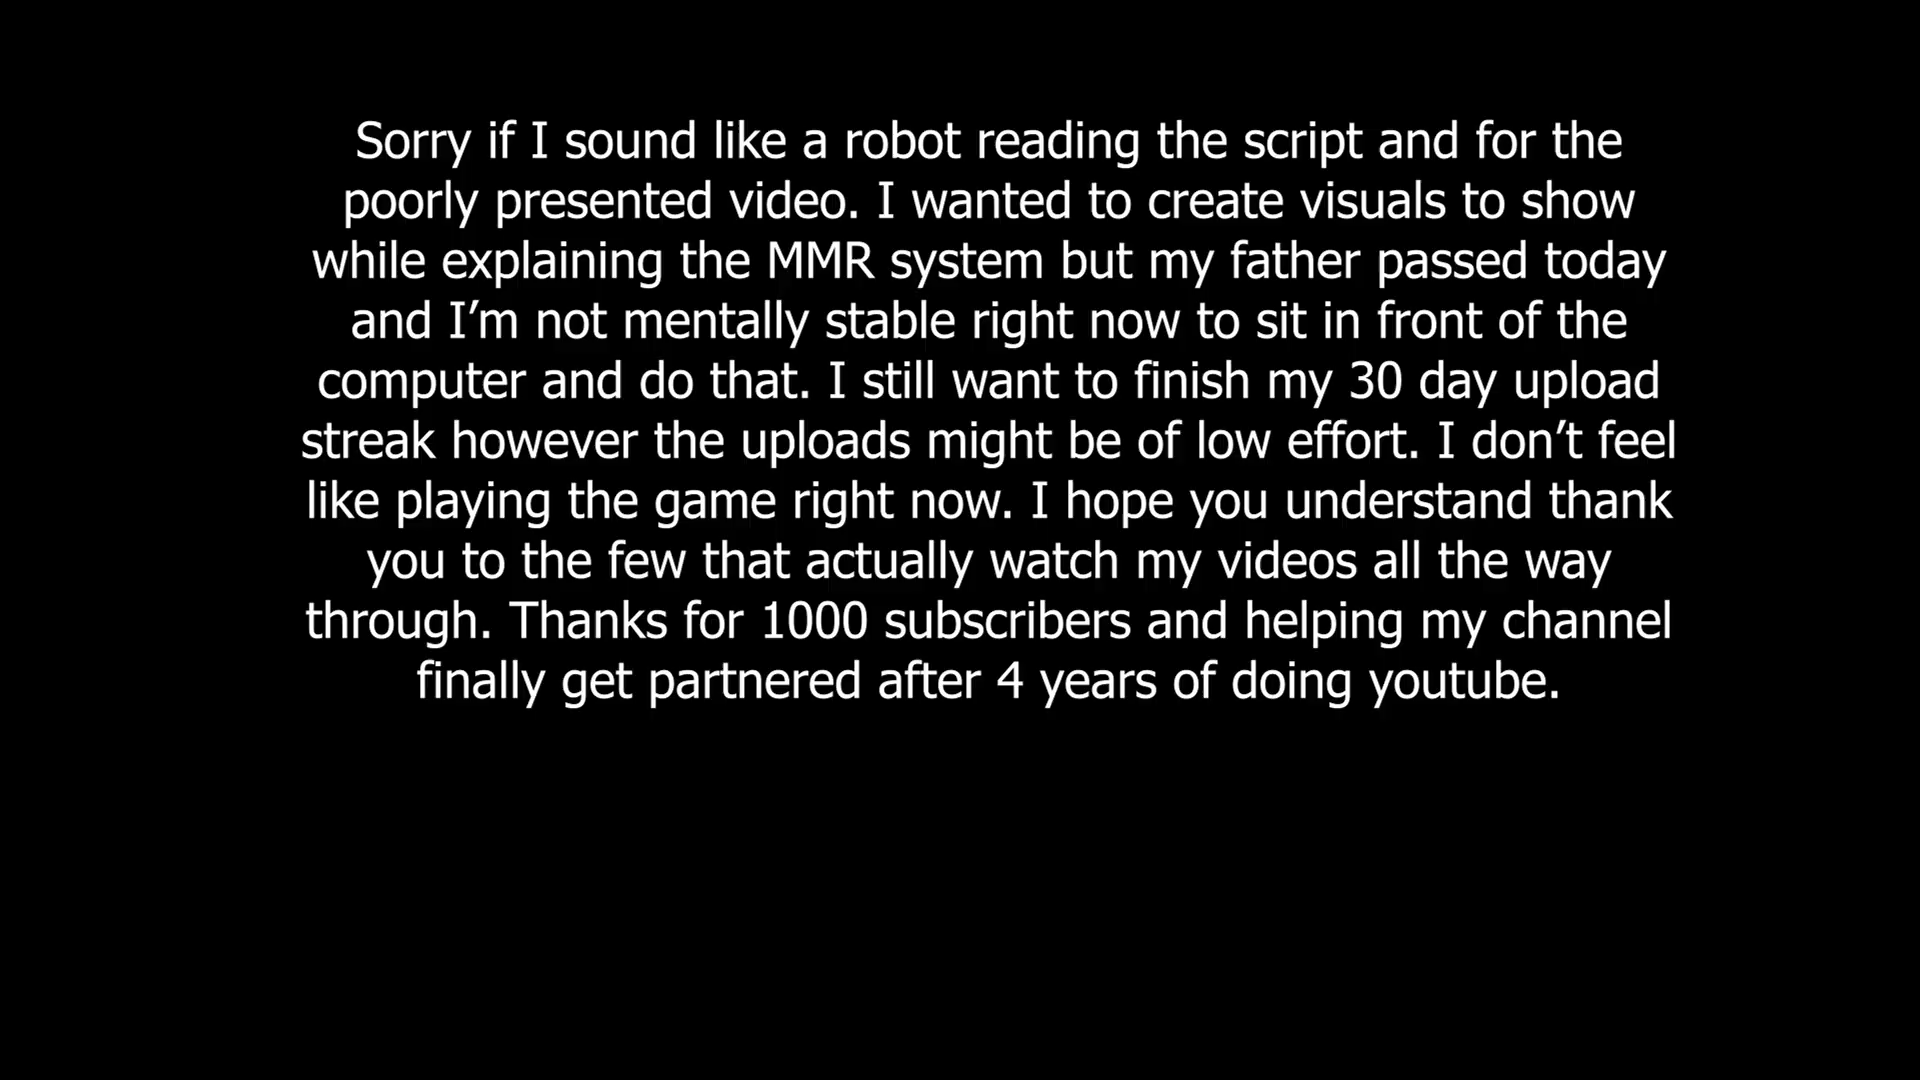 Sorry if I sound like a robot reading the script and for the
poorly presented video. I wanted to create visuals to show
while explaining the MMR system but my father passed today
and I’m not mentally stable right now to sit in front of the
computer and do that. I still want to finish my 30 day upload
streak however the uploads might be of low effort. I don’t feel
like playing the game right now. I hope you understand thank
you to the few that actually watch my videos all the way
through. Thanks for 1000 subscribers and helping my channel
finally get partnered after 4 years of doing youtube.